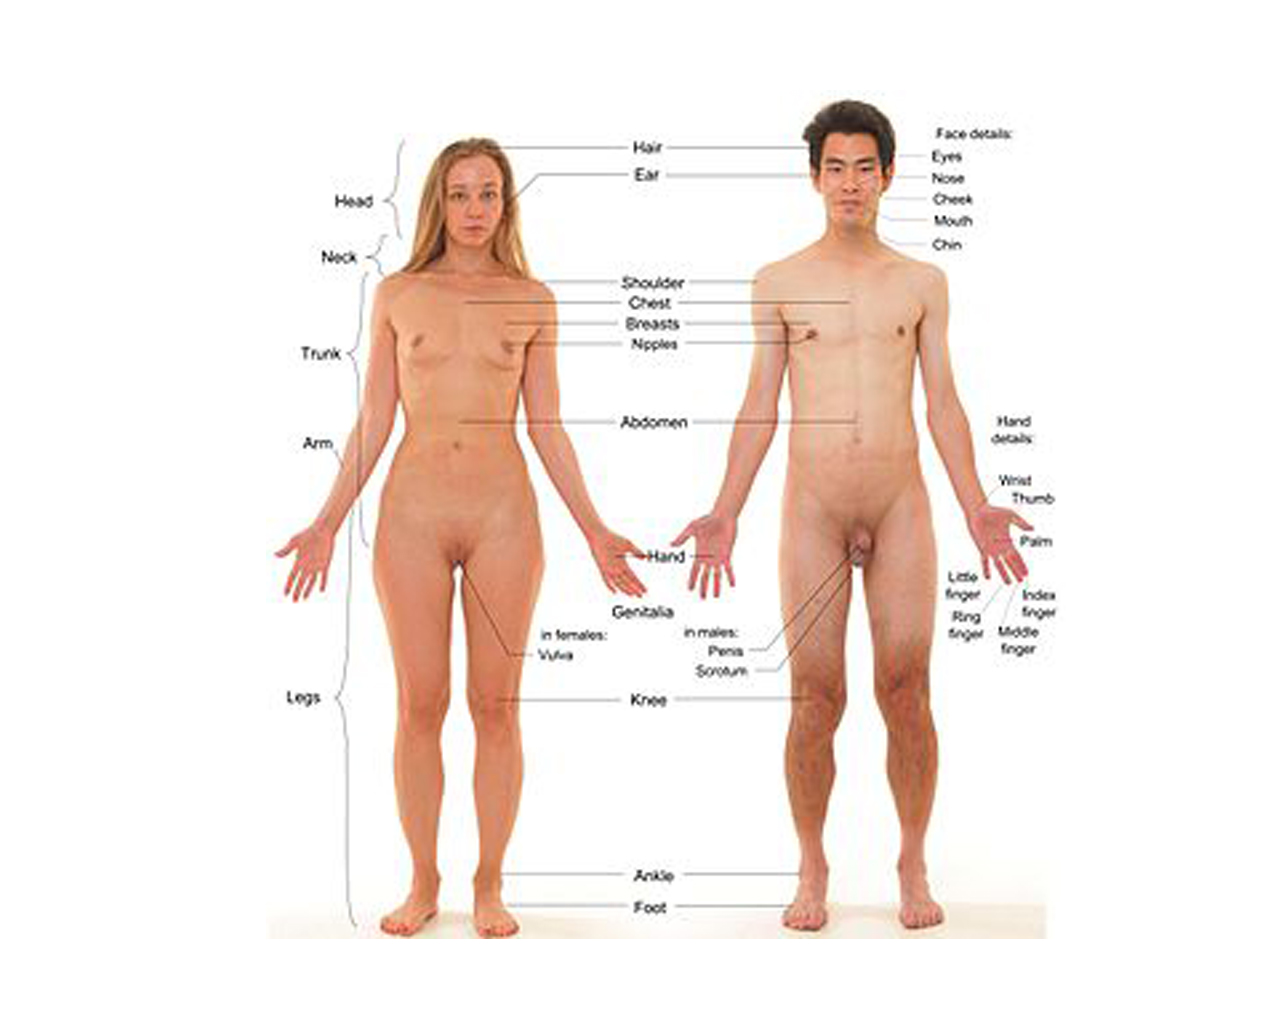 Hair
Face details:
Eyes
Ear
Nose
Head
Cheek
Mouth
Neck
Chin
Shoulder
Chest
Breasts
Nipples
Trunk
Abdomen
Hand
details:
Arm
Wrist
Thumb
Palm
Hand
Little
finger
Index
finger
Ring
finger
Middle
finger
Genitalia
in females:
Vulva
in males:
Penis
Scrotum
Legs
Knee
Ankle
Foot